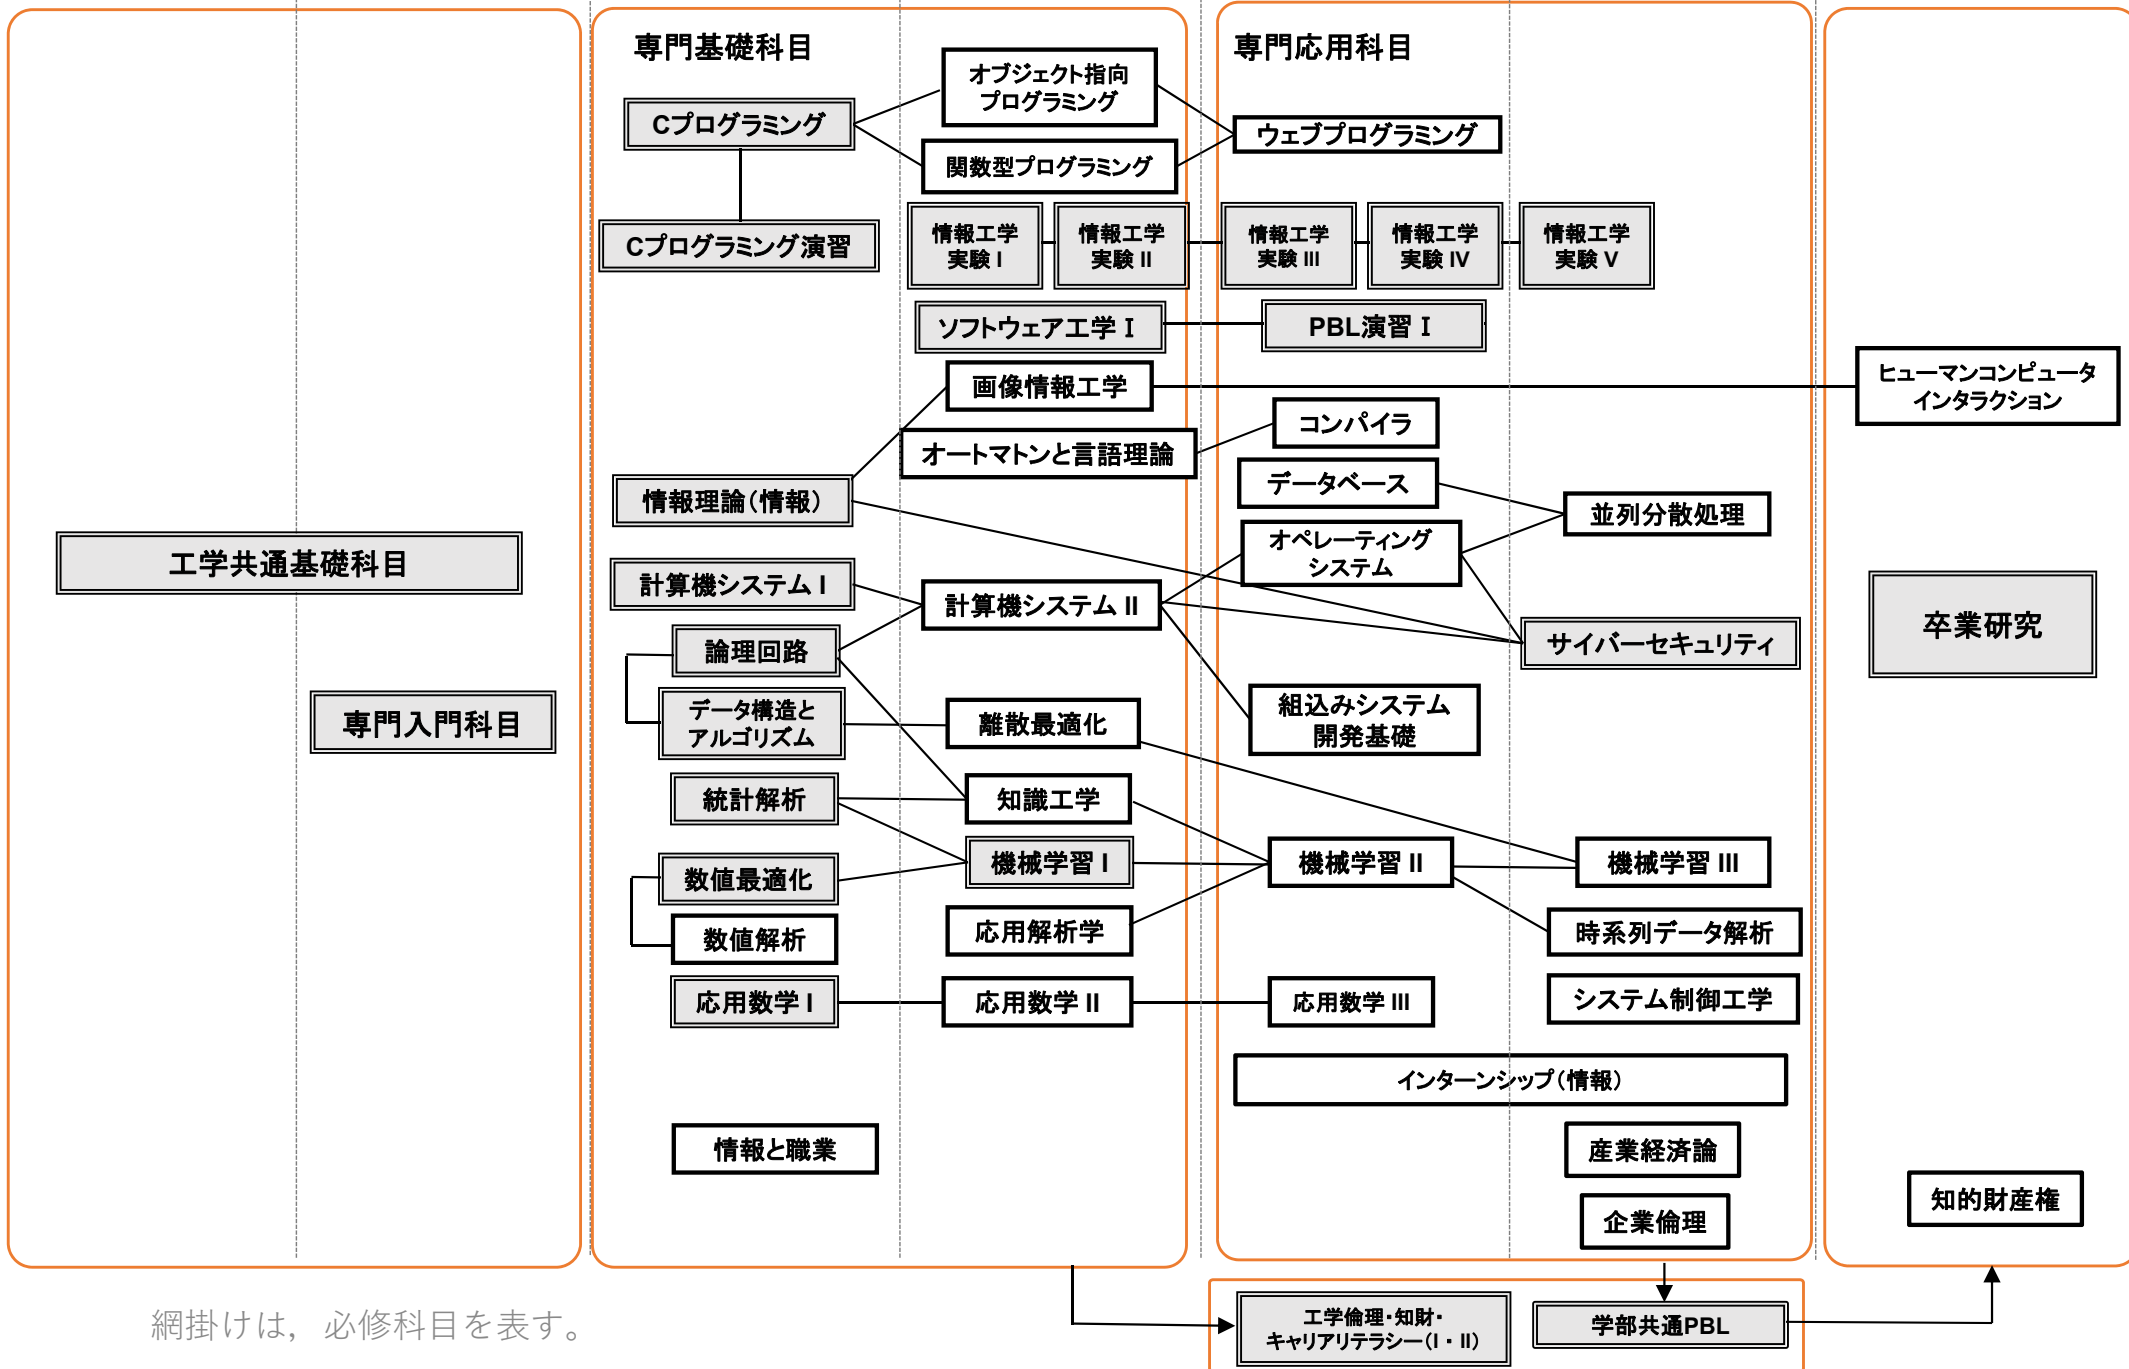 専門基礎科目
専門応用科目
オブジェクト指向
プログラミング
Cプログラミング
ウェブプログラミング
関数型プログラミング
Cプログラミング演習
情報工学
実験 I
情報工学
実験 II
情報工学
実験 III
情報工学
実験 IV
情報工学
実験 V
ソフトウェア工学 I
PBL演習 I
画像情報工学
ヒューマンコンピュータ
インタラクション
コンパイラ
オートマトンと言語理論
データベース
情報理論（情報）
並列分散処理
オペレーティング
システム
工学共通基礎科目
計算機システム I
計算機システム II
卒業研究
論理回路
サイバーセキュリティ
専門入門科目
データ構造と
アルゴリズム
離散最適化
組込みシステム
開発基礎
統計解析
知識工学
機械学習 I
機械学習 II
機械学習 III
数値最適化
数値解析
応用解析学
時系列データ解析
応用数学 I
応用数学 II
応用数学 III
システム制御工学
インターンシップ（情報）
情報と職業
産業経済論
企業倫理
知的財産権
工学倫理・知財・
キャリアリテラシー（I・II）
学部共通PBL
網掛けは，必修科目を表す。